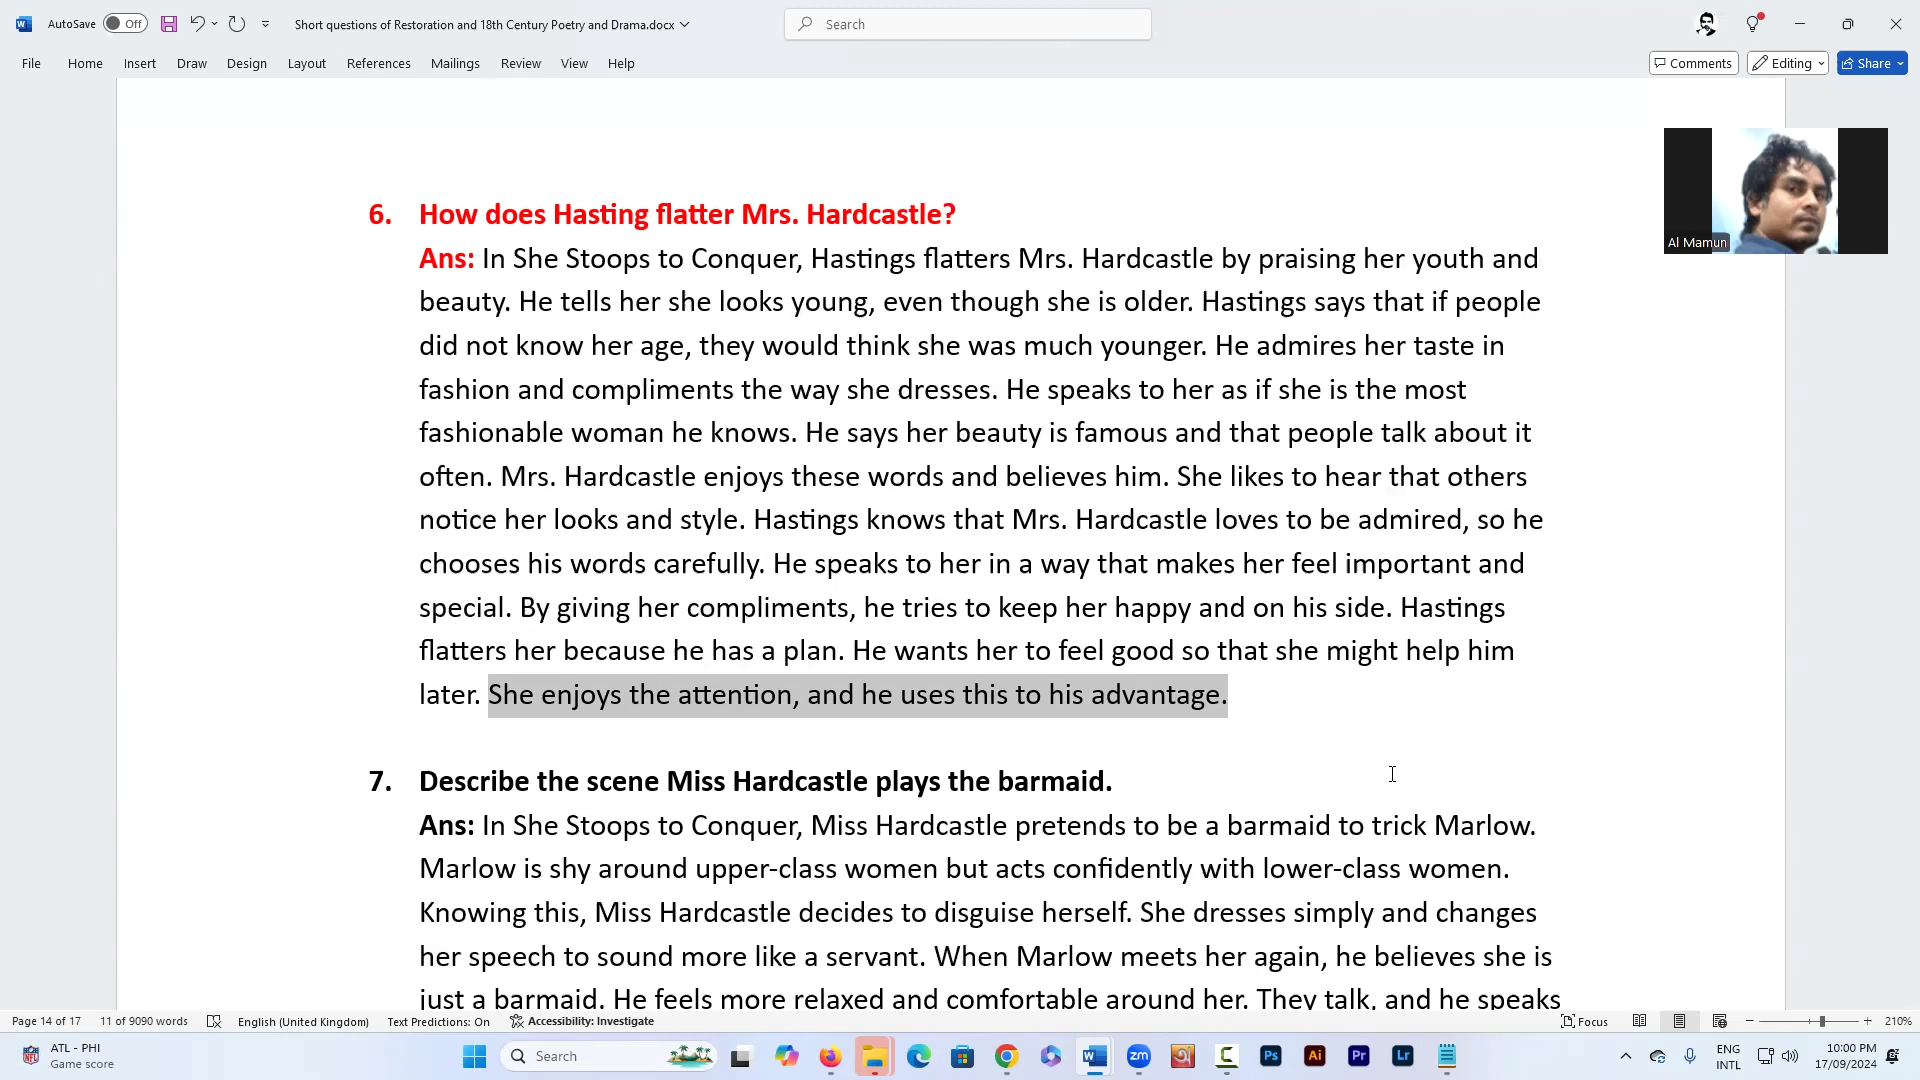 AutoSave Off Short questions of Restoration and 18th Century Poetry and Drama.docx Search
File Home Insert Draw Design Layout References Mailings Review View Help Comments Editing Share
6. How does Hasting flatter Mrs. Hardcastle?
Ans: In She Stoops to Conquer, Hastings flatters Mrs. Hardcastle by praising her youth and
beauty. He tells her she looks young, even though she is older. Hastings says that if people
did not know her age, they would think she was much younger. He admires her taste in
fashion and compliments the way she dresses. He speaks to her as if she is the most
fashionable woman he knows. He says her beauty is famous and that people talk about it
often. Mrs. Hardcastle enjoys these words and believes him. She likes to hear that others
notice her looks and style. Hastings knows that Mrs. Hardcastle loves to be admired, so he
chooses his words carefully. He speaks to her in a way that makes her feel important and
special. By giving her compliments, he tries to keep her happy and on his side. Hastings
flatters her because he has a plan. He wants her to feel good so that she might help him
later. She enjoys the attention, and he uses this to his advantage.
7. Describe the scene Miss Hardcastle plays the barmaid.
Ans: In She Stoops to Conquer, Miss Hardcastle pretends to be a barmaid to trick Marlow.
Marlow is shy around upper-class women but acts confidently with lower-class women.
Knowing this, Miss Hardcastle decides to disguise herself. She dresses simply and changes
her speech to sound more like a servant. When Marlow meets her again, he believes she is
just a barmaid. He feels more relaxed and comfortable around her. They talk, and he speaks
Al Mamun
Page 14 of 17 11 of 9090 words English (United Kingdom) Text Predictions: On Accessibility: Investigate Focus 210%
ATL - PHI
Game score
Search
zm Ps Ai Pr Lr
ENG
INTL
10:00 PM
17/09/2024